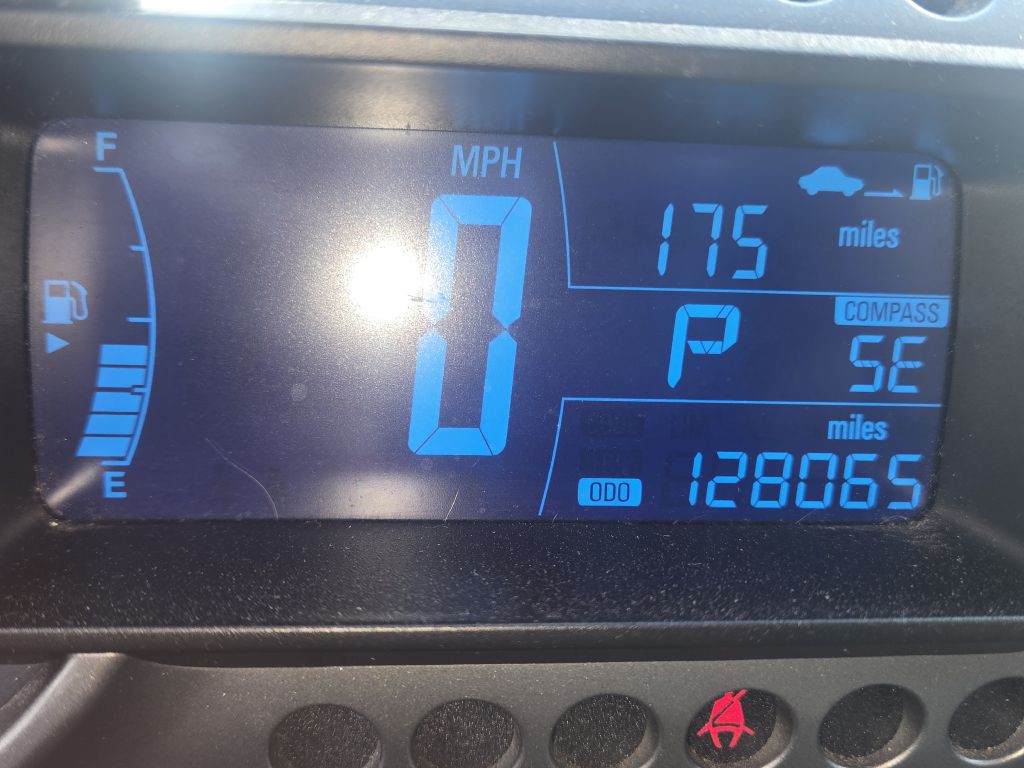 F
MPH
0
175 miles
P
COMPASS
SE
E
miles
ODO 128065